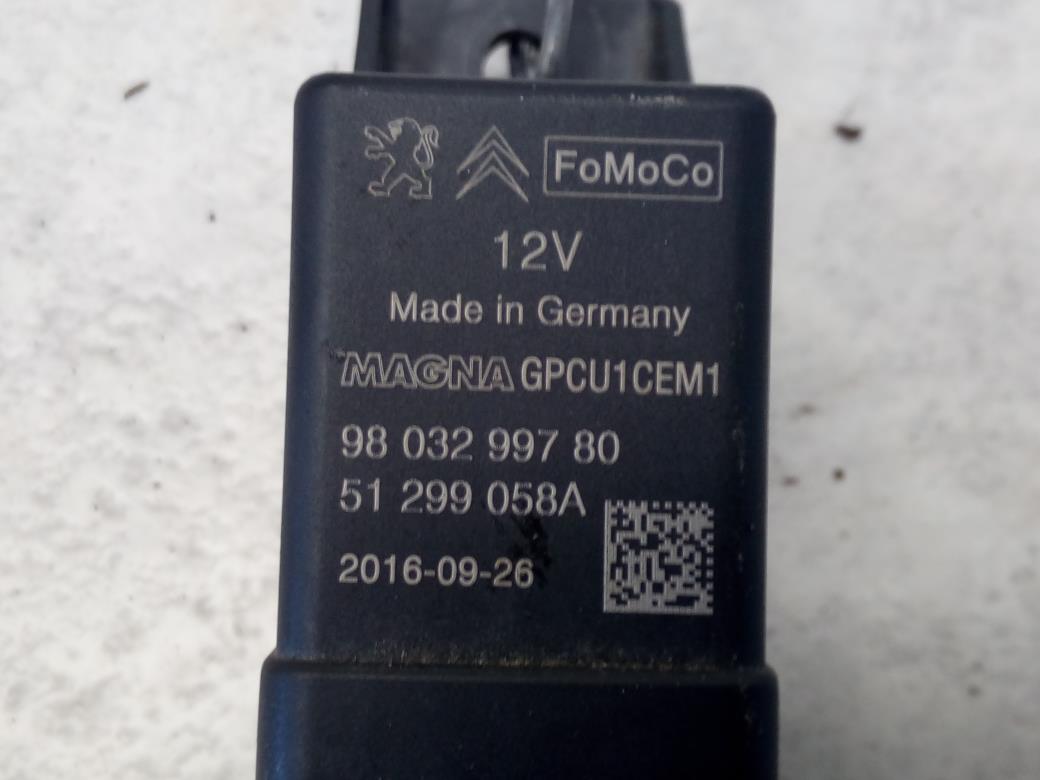 FoMoCo
12V
Made in Germany
MAGNA GPCU1CEM1
98 032 997 80
51 299 058A
2016-09-26